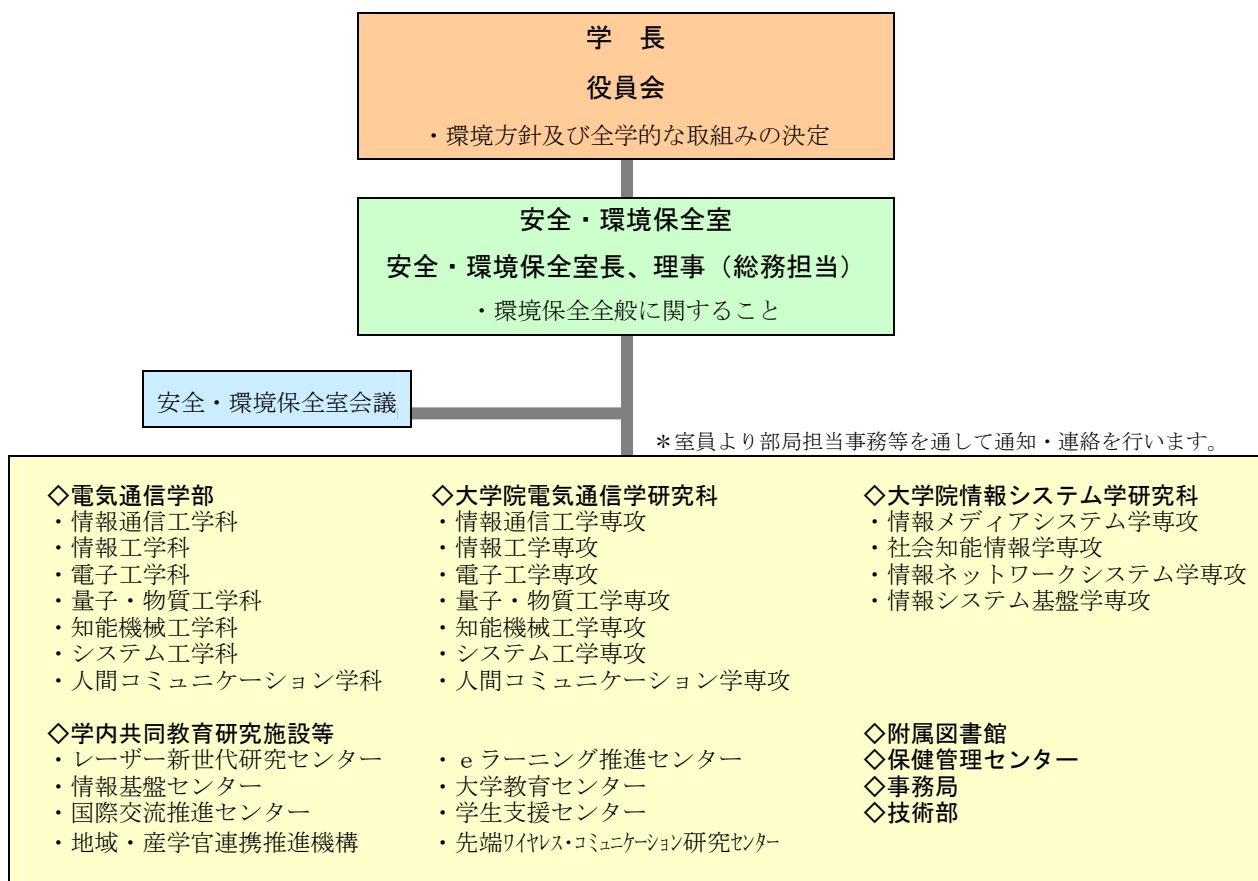 学　長
役員会
・環境方針及び全学的な取組みの決定
安全・環境保全室
安全・環境保全室長、理事（総務担当）
・環境保全全般に関すること
安全・環境保全室会議
＊室員より部局担当事務等を通して通知・連絡を行います。
◇電気通信学部
・情報通信工学科
・情報工学科
・電子工学科
・量子・物質工学科
・知能機械工学科
・システム工学科
・人間コミュニケーション学科
◇大学院電気通信学研究科
・情報通信工学専攻
・情報工学専攻
・電子工学専攻
・量子・物質工学専攻
・知能機械工学専攻
・システム工学専攻
・人間コミュニケーション学専攻
◇大学院情報システム学研究科
・情報メディアシステム学専攻
・社会知能情報学専攻
・情報ネットワークシステム学専攻
・情報システム基盤学専攻
◇学内共同教育研究施設等
・レーザー新世代研究センター
・情報基盤センター
・国際交流推進センター
・地域・産学官連携推進機構
・ｅラーニング推進センター
・大学教育センター
・学生支援センター
・先端ﾜｲﾔﾚｽ・ｺﾐｭﾆｹｰｼｮﾝ研究ｾﾝﾀｰ
◇附属図書館
◇保健管理センター
◇事務局
◇技術部